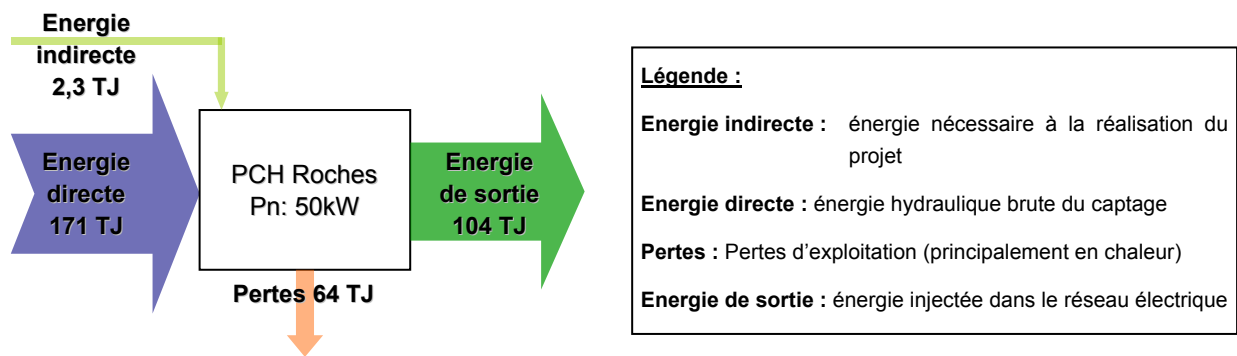 Energie
indirecte
2,3 TJ
Energie
directe
171 TJ
PCH Roches
Pn: 50kW
Energie
de sortie
104 TJ
Pertes 64 TJ
Légende :
Energie indirecte : énergie nécessaire à la réalisation du
projet
Energie directe : énergie hydraulique brute du captage
Pertes : Pertes d’exploitation (principalement en chaleur)
Energie de sortie : énergie injectée dans le réseau électrique